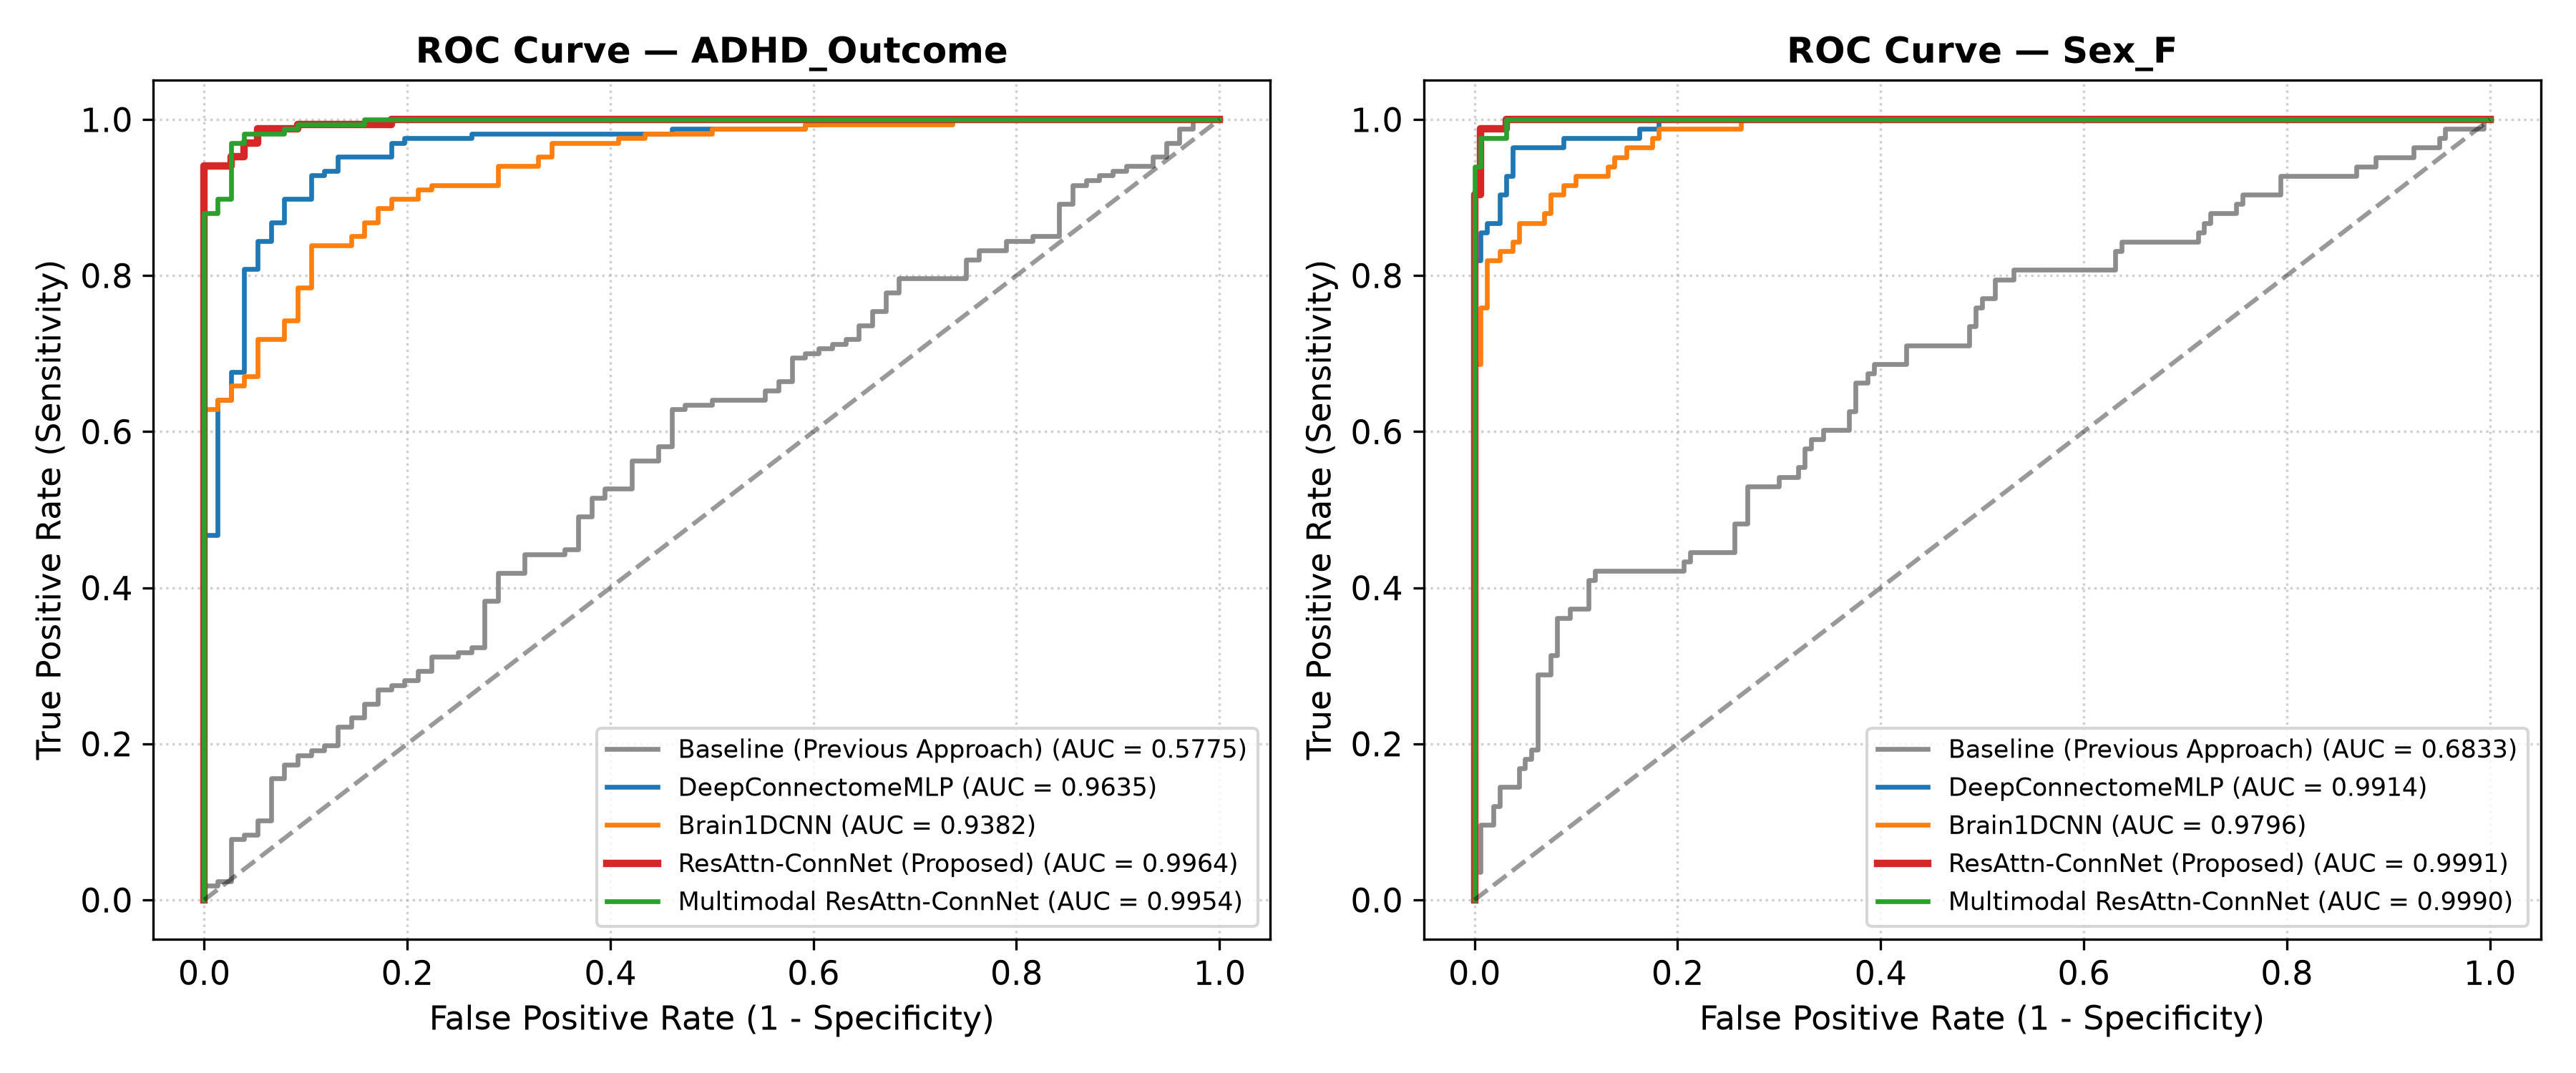 ROC Curve — ADHD_Outcome
True Positive Rate (Sensitivity)
1.0
0.8
0.6
0.4
0.2
0.0
Baseline (Previous Approach) (AUC = 0.5775)
DeepConnectomeMLP (AUC = 0.9635)
Brain1DCNN (AUC = 0.9382)
ResAttn-ConnNet (Proposed) (AUC = 0.9964)
Multimodal ResAttn-ConnNet (AUC = 0.9954)
0.0 0.2 0.4 0.6 0.8 1.0
False Positive Rate (1 - Specificity)
ROC Curve — Sex_F
True Positive Rate (Sensitivity)
1.0
0.8
0.6
0.4
0.2
0.0
Baseline (Previous Approach) (AUC = 0.6833)
DeepConnectomeMLP (AUC = 0.9914)
Brain1DCNN (AUC = 0.9796)
ResAttn-ConnNet (Proposed) (AUC = 0.9991)
Multimodal ResAttn-ConnNet (AUC = 0.9990)
0.0 0.2 0.4 0.6 0.8 1.0
False Positive Rate (1 - Specificity)